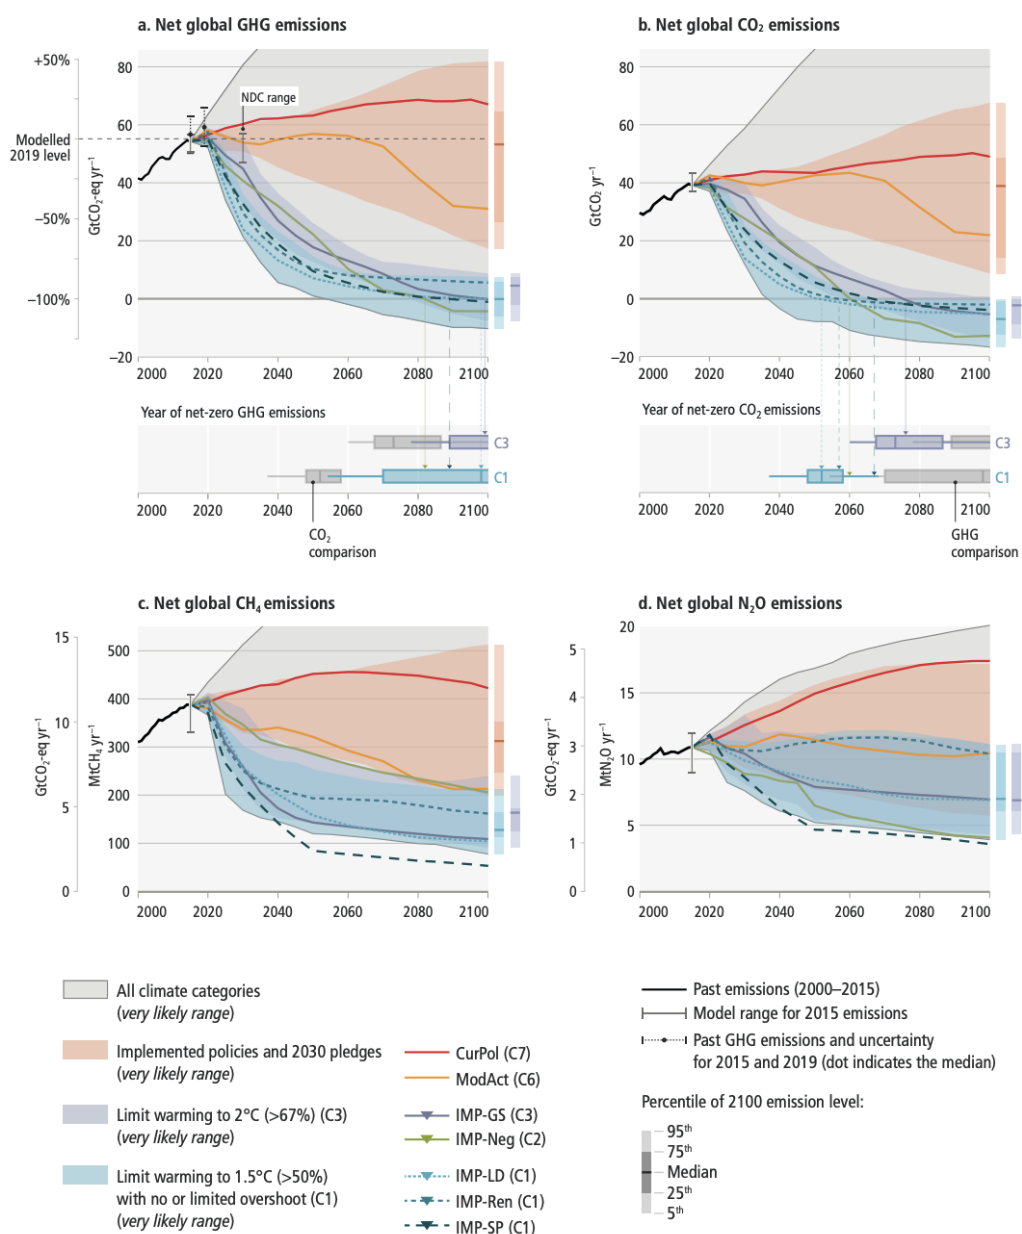 a. Net global GHG emissions
+50%
Modelled
2019 level
−50%
−100%
GtCO₂-eq yr⁻¹
80
60
40
20
0
−20
NDC range
2000 2020 2040 2060 2080 2100
Year of net-zero GHG emissions
C3
C1
2000 2020 2040 2060 2080 2100
CO₂
comparison
b. Net global CO₂ emissions
GtCO₂ yr⁻¹
80
60
40
20
0
−20
2000 2020 2040 2060 2080 2100
Year of net-zero CO₂ emissions
C3
C1
2000 2020 2040 2060 2080 2100
GHG
comparison
c. Net global CH₄ emissions
GtCO₂-eq yr⁻¹
15
10
5
0
MtCH₄ yr⁻¹
500
400
300
200
100
0
2000 2020 2040 2060 2080 2100
d. Net global N₂O emissions
GtCO₂-eq yr⁻¹
5
4
3
2
1
0
MtN₂O yr⁻¹
20
15
10
5
0
2000 2020 2040 2060 2080 2100
All climate categories
(very likely range)
Implemented policies and 2030 pledges
(very likely range)
Limit warming to 2°C (>67%) (C3)
(very likely range)
Limit warming to 1.5°C (>50%)
with no or limited overshoot (C1)
(very likely range)
CurPol (C7)
ModAct (C6)
IMP-GS (C3)
IMP-Neg (C2)
IMP-LD (C1)
IMP-Ren (C1)
IMP-SP (C1)
Past emissions (2000–2015)
Model range for 2015 emissions
Past GHG emissions and uncertainty
for 2015 and 2019 (dot indicates the median)
Percentile of 2100 emission level:
95th
75th
Median
25th
5th